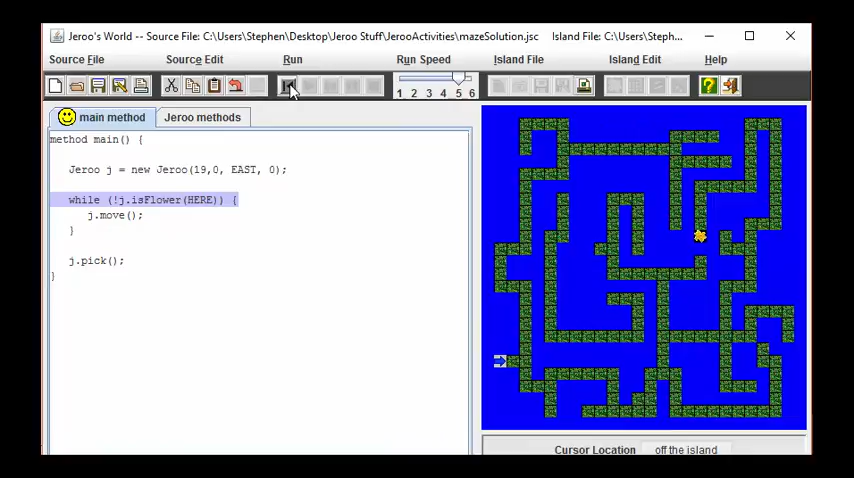 Jeroo's World -- Source File: C:\Users\Stephen\Desktop\Jeroo Stuff\JerooActivities\mazeSolution.jsc Island File: C:\Users\Steph...
Source File Source Edit Run Run Speed Island File Island Edit Help
1 2 3 4 5 6
main method Jeroo methods
method main() {
Jeroo j = new Jeroo(19,0, EAST, 0);
while (!j.isFlower(HERE)) {
j.move();
}
j.pick();
}
Cursor Location off the island